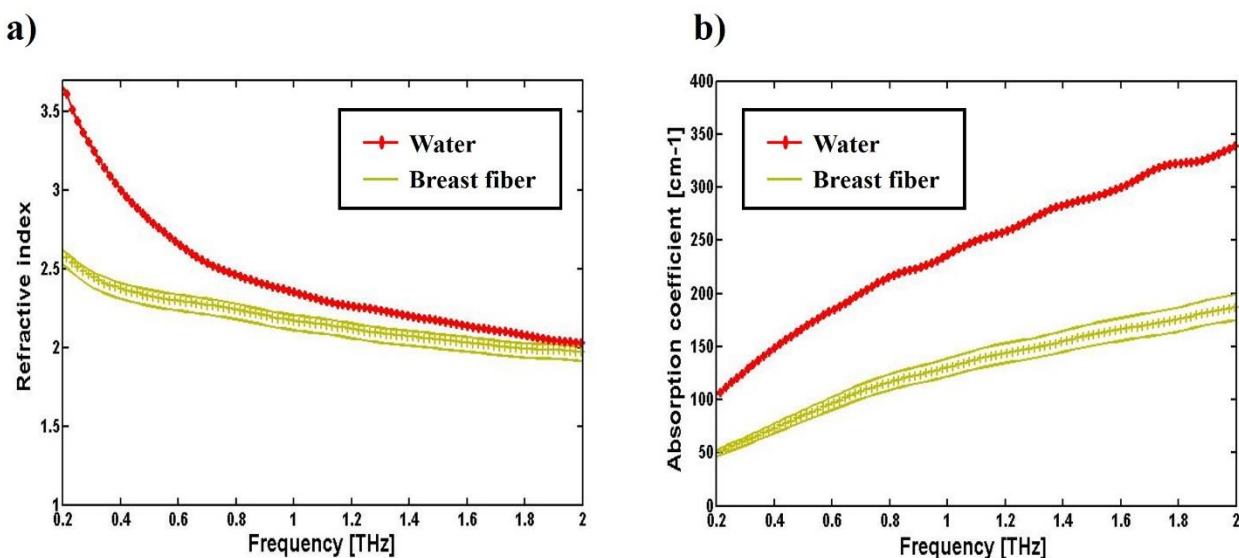 a)
3.5
3
2.5
2
1.5
1
Refractive index
Water
Breast fiber
0.2 0.4 0.6 0.8 1 1.2 1.4 1.6 1.8 2
Frequency [THz]
b)
400
350
300
250
200
150
100
50
0
Absorption coefficient [cm-1]
Water
Breast fiber
0.2 0.4 0.6 0.8 1 1.2 1.4 1.6 1.8 2
Frequency [THz]